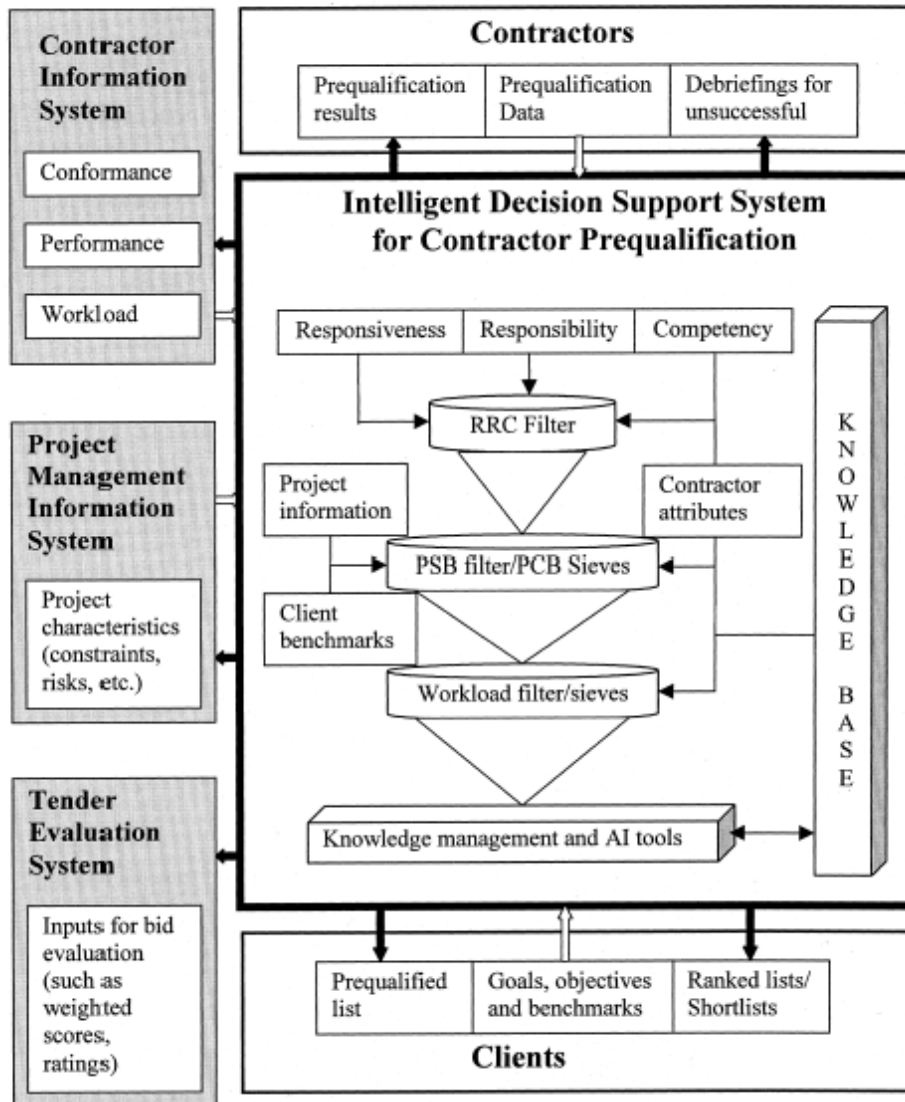 Contractor
Information
System
Conformance
Performance
Workload
Project
Management
Information
System
Project
characteristics
(constraints,
risks, etc.)
Tender
Evaluation
System
Inputs for bid
evaluation
(such as
weighted
scores,
ratings)
Contractors
Prequalification
results
Prequalification
Data
Debriefings for
unsuccessful
Intelligent Decision Support System
for Contractor Prequalification
Responsiveness
Responsibility
Competency
RRC Filter
Project
information
Contractor
attributes
PSB filter/PCB Sieves
Client
benchmarks
Workload filter/sieves
Knowledge management and AI tools
KNOWLEDGE BASE
Prequalified
list
Goals, objectives
and benchmarks
Ranked lists/
Shortlists
Clients